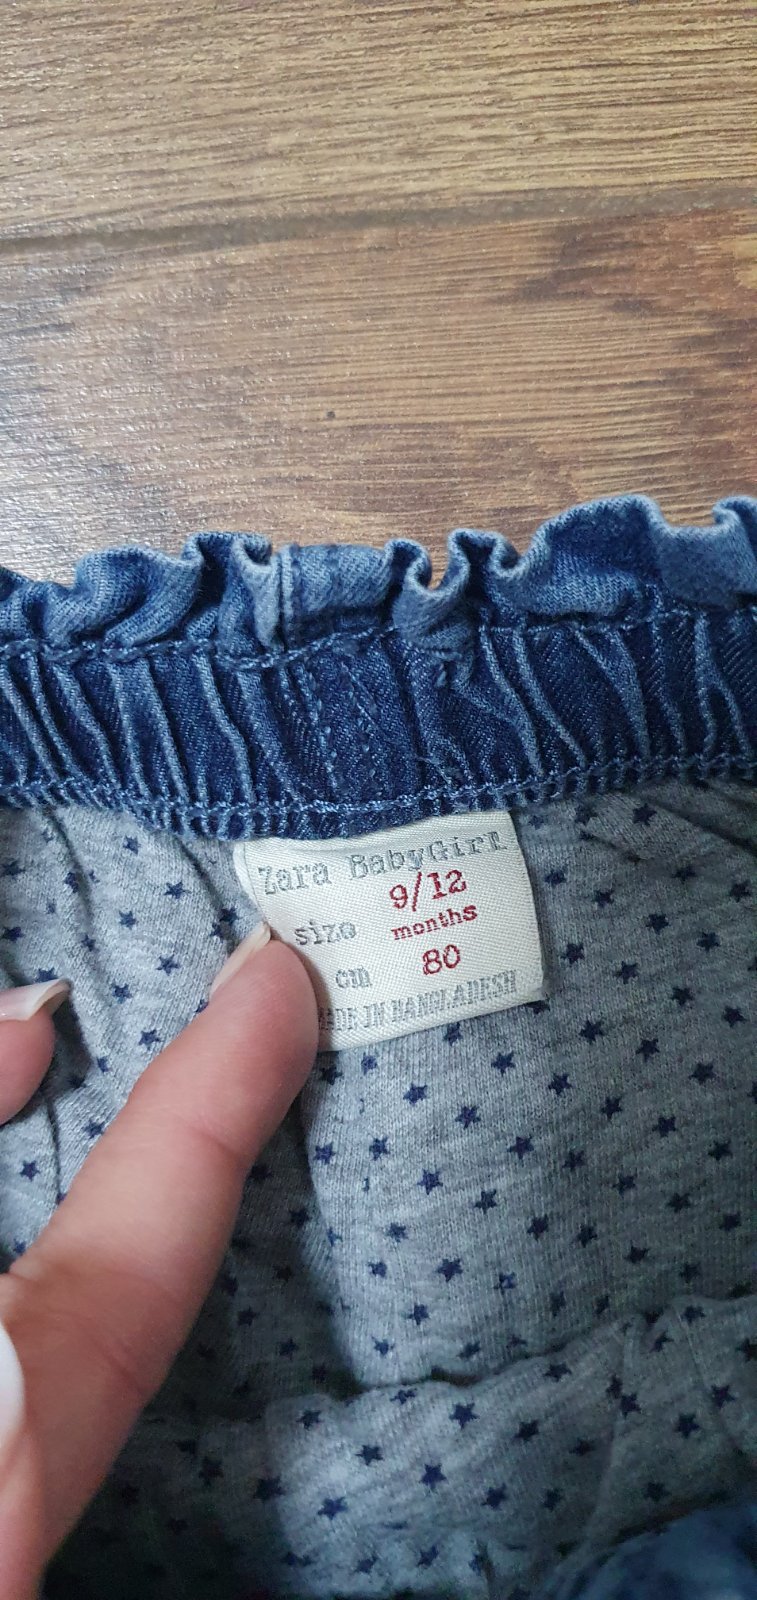 Zara BabyGirl
size 9/12 months
cm 80
MADE IN BANGLADESH